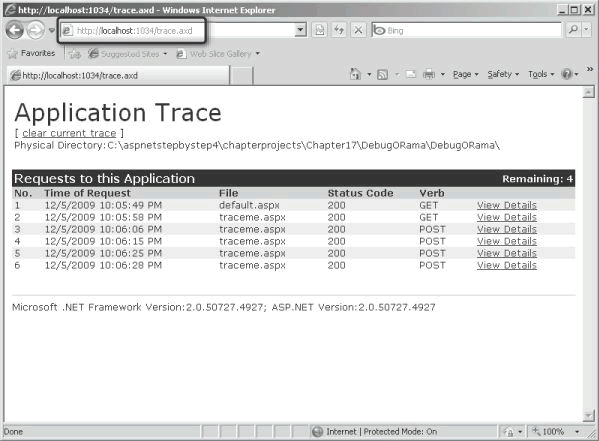 http://localhost:1034/trace.axd - Windows Internet Explorer
http://localhost:1034/trace.axd
Bing
Favorites Suggested Sites Web Slice Gallery
http://localhost:1034/trace.axd
Page Safety Tools
Application Trace
[ clear current trace ]
Physical Directory:C:\aspnetstepbystep4\chapterprojects\Chapter17\DebugORama\DebugORama\
Requests to this Application Remaining: 4
No. Time of Request File Status Code Verb
1 12/5/2009 10:05:49 PM default.aspx 200 GET View Details
2 12/5/2009 10:05:58 PM traceme.aspx 200 GET View Details
3 12/5/2009 10:06:06 PM traceme.aspx 200 POST View Details
4 12/5/2009 10:06:15 PM traceme.aspx 200 POST View Details
5 12/5/2009 10:06:25 PM traceme.aspx 200 POST View Details
6 12/5/2009 10:06:28 PM traceme.aspx 200 POST View Details
Microsoft .NET Framework Version:2.0.50727.4927; ASP.NET Version:2.0.50727.4927
Done Internet | Protected Mode: On 100%